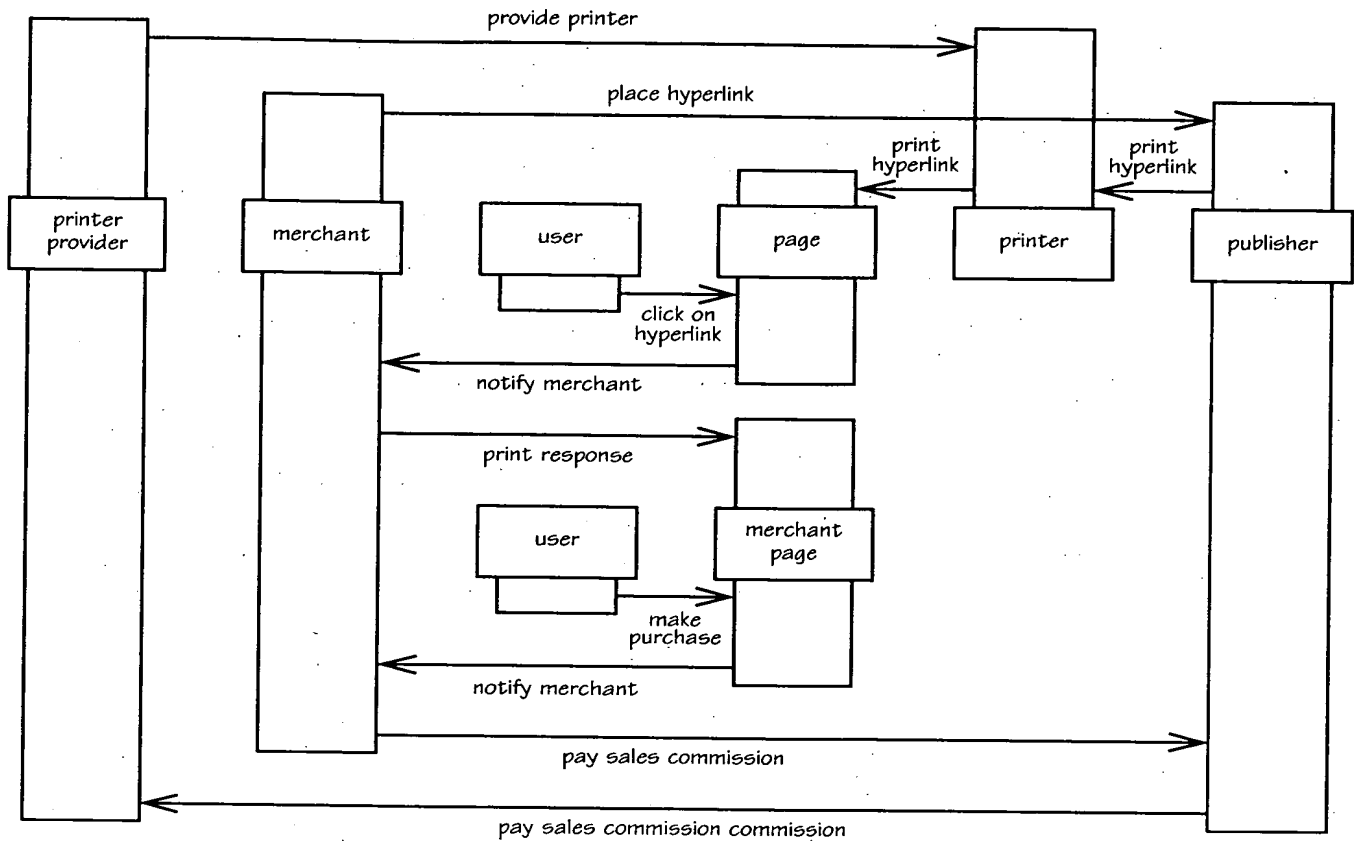 provide printer
place hyperlink
print
hyperlink
print
hyperlink
printer
provider
merchant
user
page
printer
publisher
click on
hyperlink
notify merchant
print response
user
merchant
page
make
purchase
notify merchant
pay sales commission
pay sales commission commission